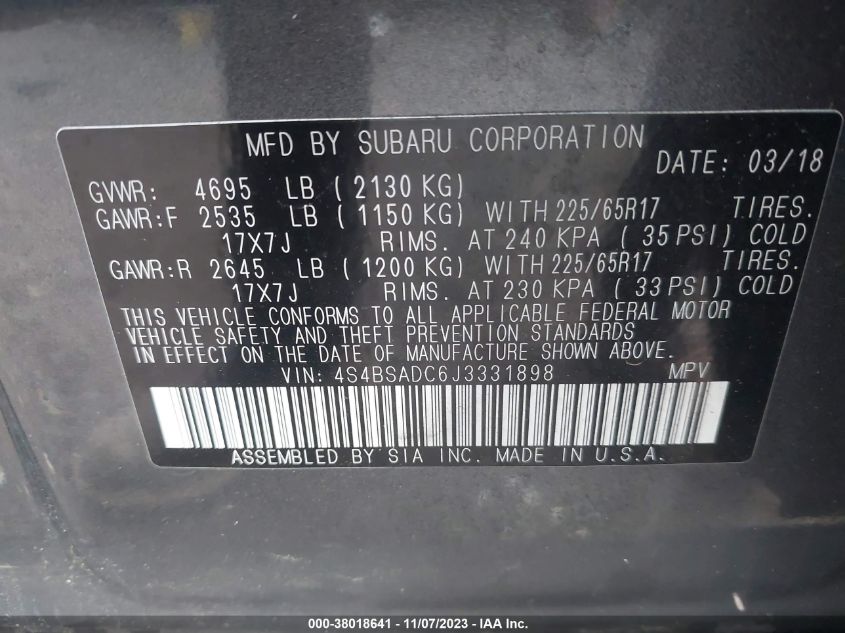 MFD BY SUBARU CORPORATION
DATE: 03/18
GVWR: 4695 LB ( 2130 KG)
GAWR:F 2535 LB ( 1150 KG) WITH 225/65R17 TIRES.
17X7J RIMS. AT 240 KPA ( 35 PSI) COLD
GAWR:R 2645 LB ( 1200 KG) WITH 225/65R17 TIRES.
17X7J RIMS. AT 230 KPA ( 33 PSI) COLD
THIS VEHICLE CONFORMS TO ALL APPLICABLE FEDERAL MOTOR
VEHICLE SAFETY AND THEFT PREVENTION STANDARDS
IN EFFECT ON THE DATE OF MANUFACTURE SHOWN ABOVE.
VIN: 4S4BSADC6J3331898 MPV
ASSEMBLED BY SIA INC. MADE IN U.S.A.
000-38018641 - 11/07/2023 - IAA Inc.